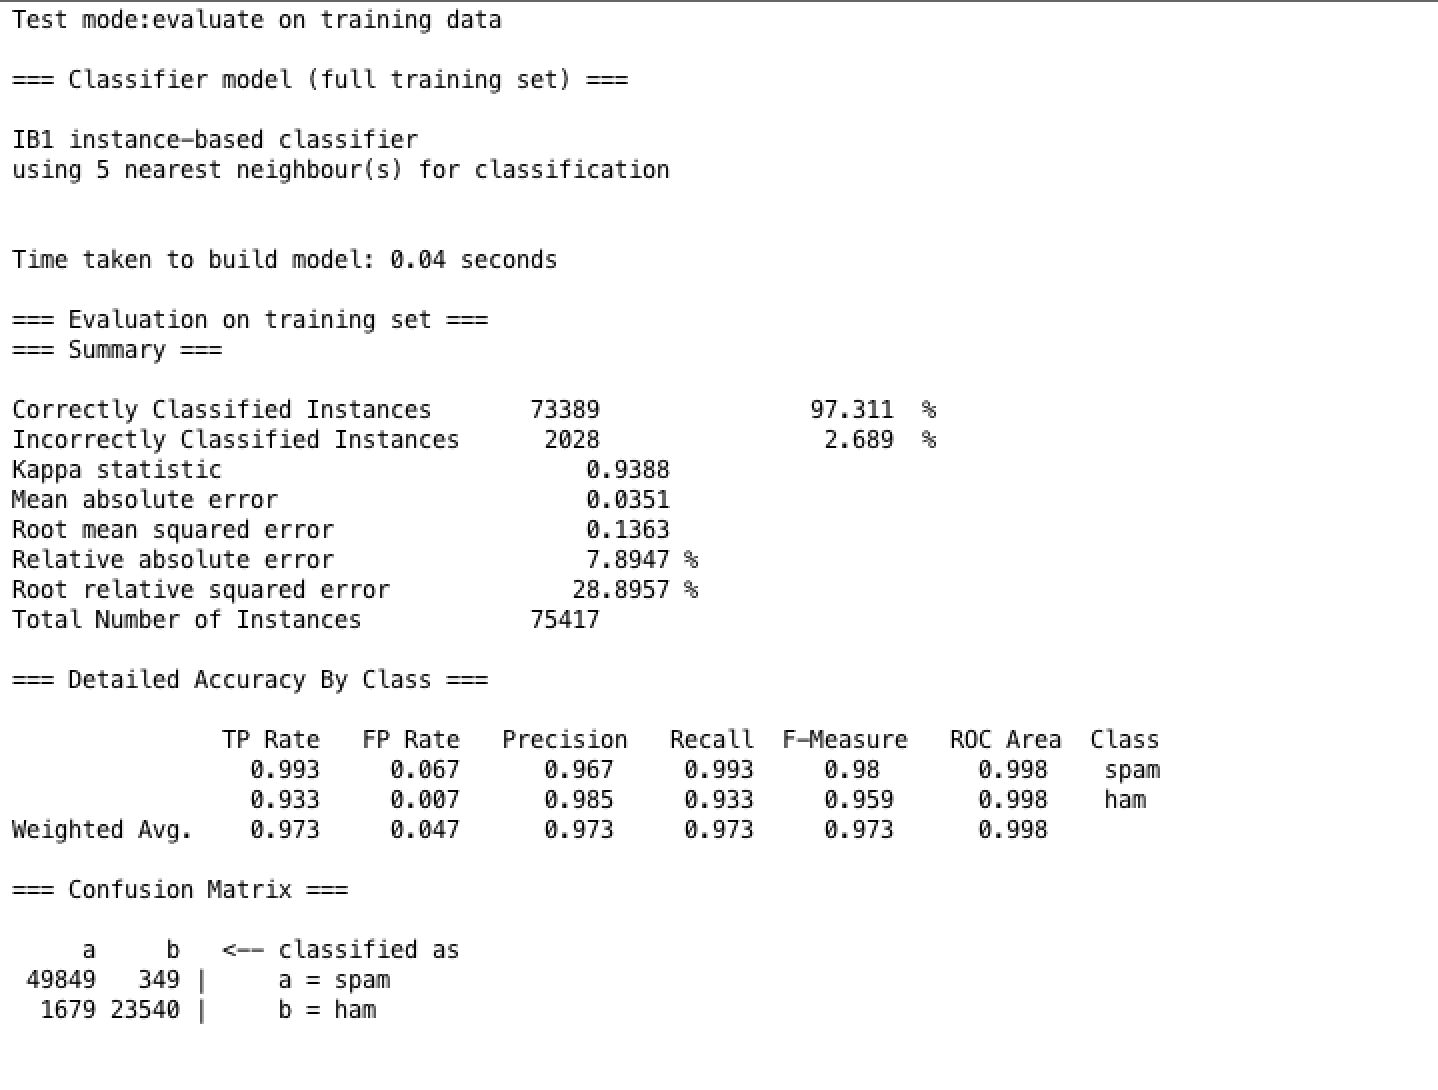 Test mode:evaluate on training data
=== Classifier model (full training set) ===
IB1 instance-based classifier
using 5 nearest neighbour(s) for classification
Time taken to build model: 0.04 seconds
=== Evaluation on training set ===
=== Summary ===
Correctly Classified Instances 73389 97.311 %
Incorrectly Classified Instances 2028 2.689 %
Kappa statistic 0.9388
Mean absolute error 0.0351
Root mean squared error 0.1363
Relative absolute error 7.8947 %
Root relative squared error 28.8957 %
Total Number of Instances 75417
=== Detailed Accuracy By Class ===
TP Rate FP Rate Precision Recall F-Measure ROC Area Class
0.993 0.067 0.967 0.993 0.98 0.998 spam
0.933 0.007 0.985 0.933 0.959 0.998 ham
Weighted Avg. 0.973 0.047 0.973 0.973 0.973 0.998
=== Confusion Matrix ===
a b <-- classified as
49849 349 | a = spam
1679 23540 | b = ham